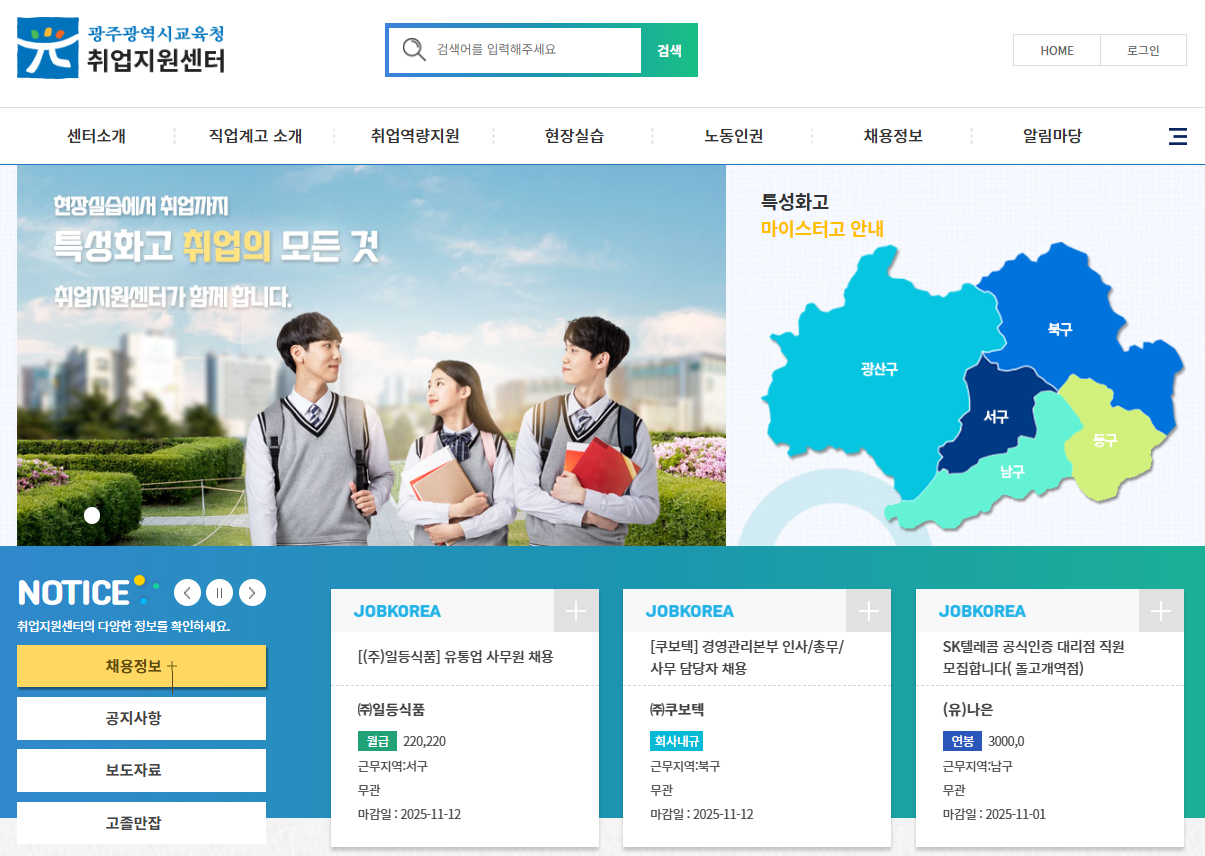 광주광역시교육청
취업지원센터
검색어를 입력해주세요
검색
HOME
로그인
센터소개
직업계고 소개
취업역량지원
현장실습
노동인권
채용정보
알림마당
현장실습에서 취업까지
특성화고 취업의 모든 것
취업지원센터가 함께 합니다.
특성화고
마이스터고 안내
북구
광산구
서구
동구
남구
NOTICE
취업지원센터의 다양한 정보를 확인하세요.
채용정보
공지사항
보도자료
고졸만잡
JOBKOREA
[(주)일등식품] 유통업 사무원 채용
㈜일등식품
월급 220,220
근무지역:서구
무관
마감일 : 2025-11-12
JOBKOREA
[쿠보텍] 경영관리본부 인사/총무/
사무 담당자 채용
㈜쿠보텍
회사내규
근무지역:북구
무관
마감일 : 2025-11-12
JOBKOREA
SK텔레콤 공식인증 대리점 직원
모집합니다( 돌고개역점)
(유)나은
연봉 3000,0
근무지역:남구
무관
마감일 : 2025-11-01